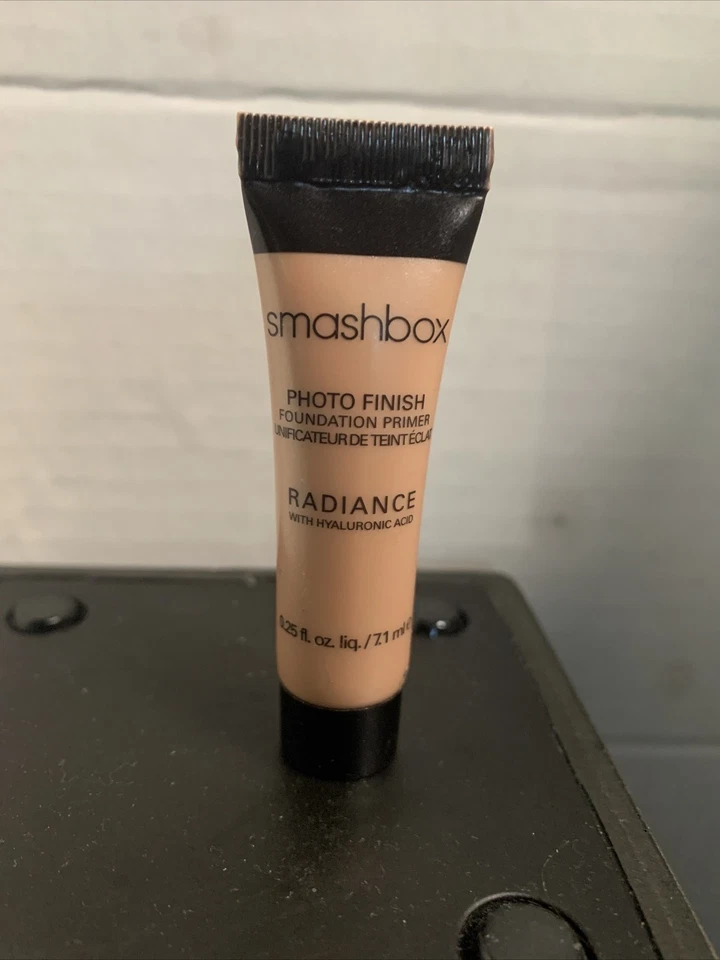 smashbox
PHOTO FINISH
FOUNDATION PRIMER
UNIFICATEUR DE TEINT ÉCLAT
RADIANCE
WITH HYALURONIC ACID
0.25 fl. oz. liq. / 7.1 ml e